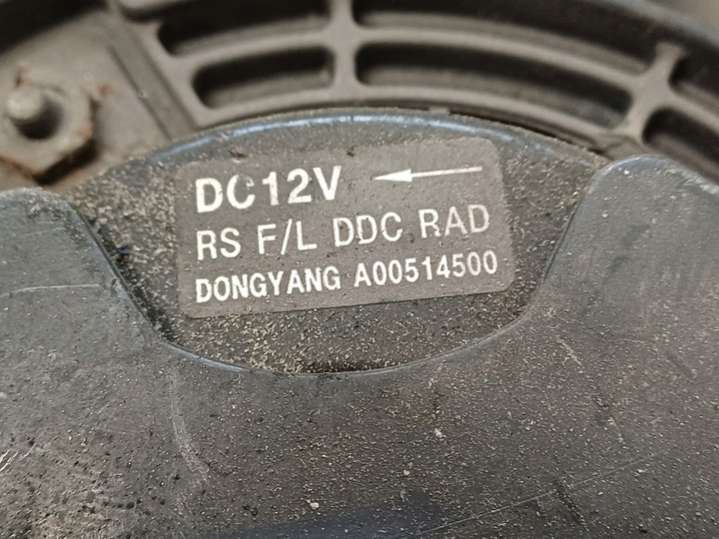 DC12V ←
RS F/L DDC RAD
DONGYANG A00514500